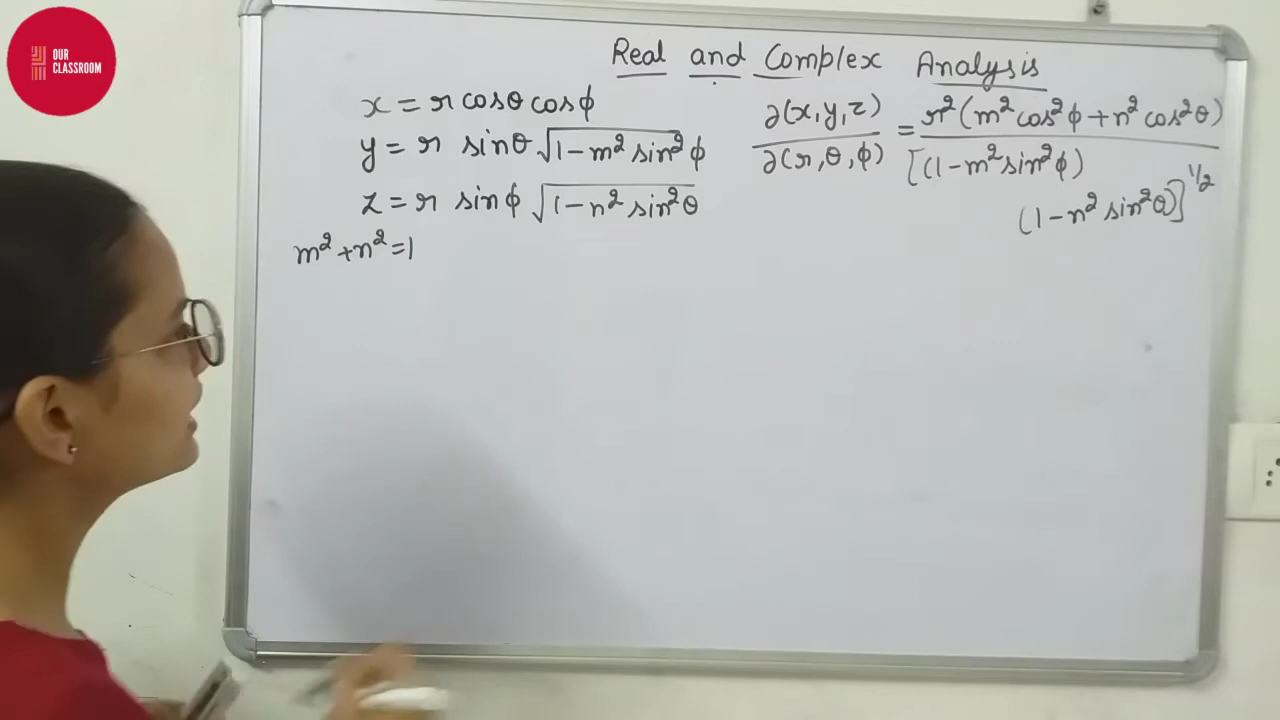 OUR
CLASSROOM
Real and Complex Analysis
x = r cosθ cosϕ
y = r sinθ √1-m² sin²ϕ
z = r sinϕ √1-n² sin²θ
m²+n²=1
∂(x,y,z) / ∂(r,θ,ϕ) = r²(m² cos²ϕ + n² cos²θ) / [(1-m² sin²ϕ)
(1-n² sin²θ)]^1/2